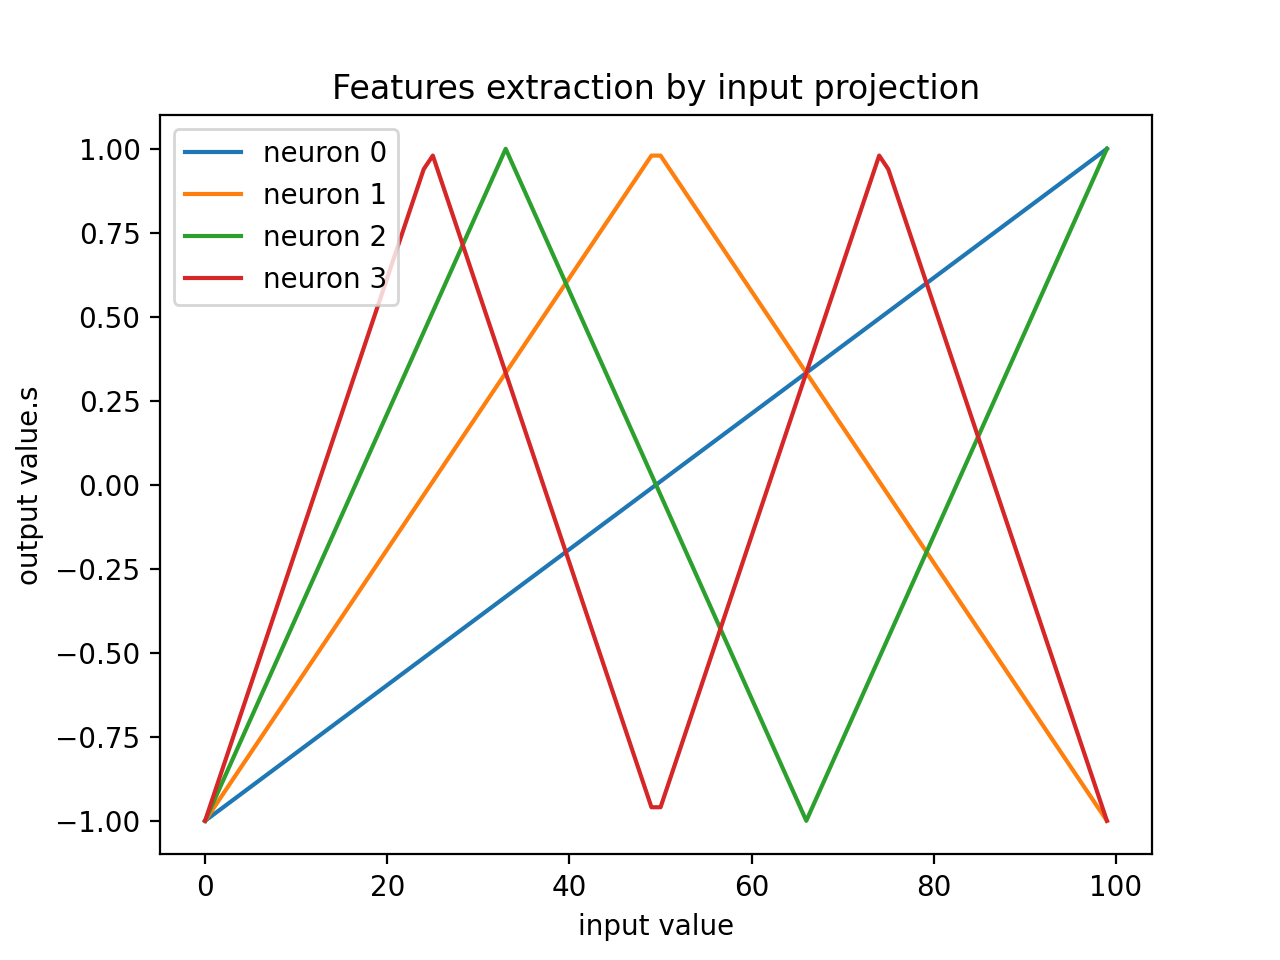 Features extraction by input projection
neuron 0
neuron 1
neuron 2
neuron 3
1.00
0.75
0.50
0.25
0.00
−0.25
−0.50
−0.75
−1.00
output value.s
0 20 40 60 80 100
input value